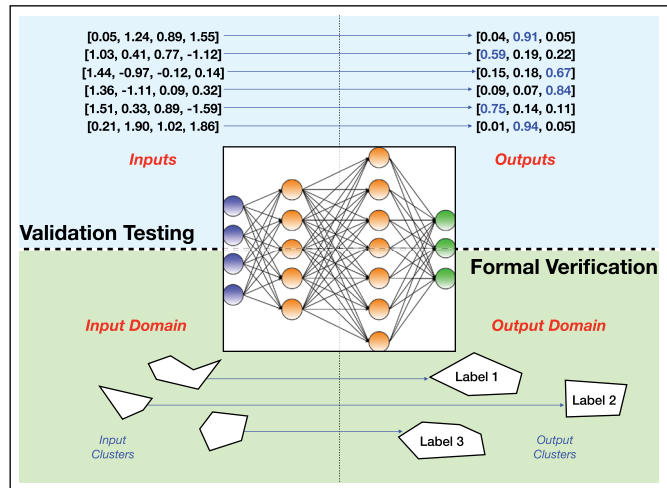 [0.05, 1.24, 0.89, 1.55] [0.04, 0.91, 0.05]
[1.03, 0.41, 0.77, -1.12] [0.59, 0.19, 0.22]
[1.44, -0.97, -0.12, 0.14] [0.15, 0.18, 0.67]
[1.36, -1.11, 0.09, 0.32] [0.09, 0.07, 0.84]
[1.51, 0.33, 0.89, -1.59] [0.75, 0.14, 0.11]
[0.21, 1.90, 1.02, 1.86] [0.01, 0.94, 0.05]
Inputs Outputs
Validation Testing
Formal Verification
Input Domain Output Domain
Label 1
Label 2
Label 3
Input
Clusters
Output
Clusters